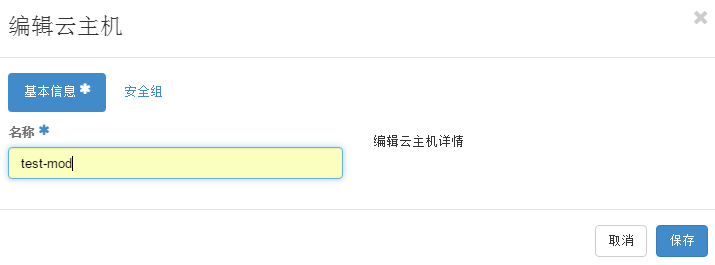 编辑云主机
基本信息 * 安全组
名称 *
编辑云主机详情
test-mod
取消 保存